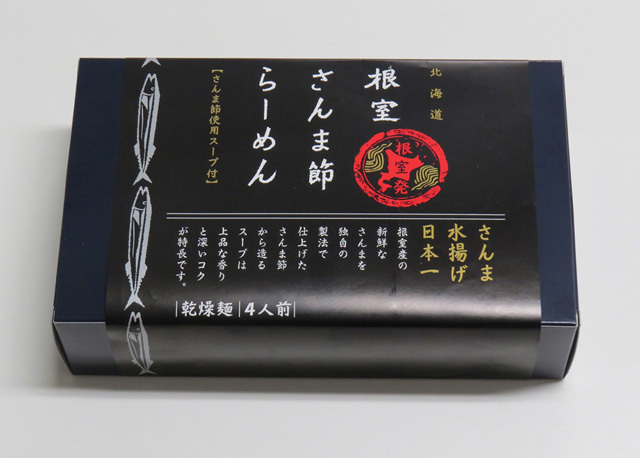 北海道
根室
さんま節
らーめん
【さんま節使用スープ付】
根室発
さんま
水揚げ
日本一
根室産の
新鮮な
さんまを
独自の
製法で
仕上げた
さんま節
から造る
スープは
上品な香り
と深いコク
が特長です。
乾燥麺|4人前